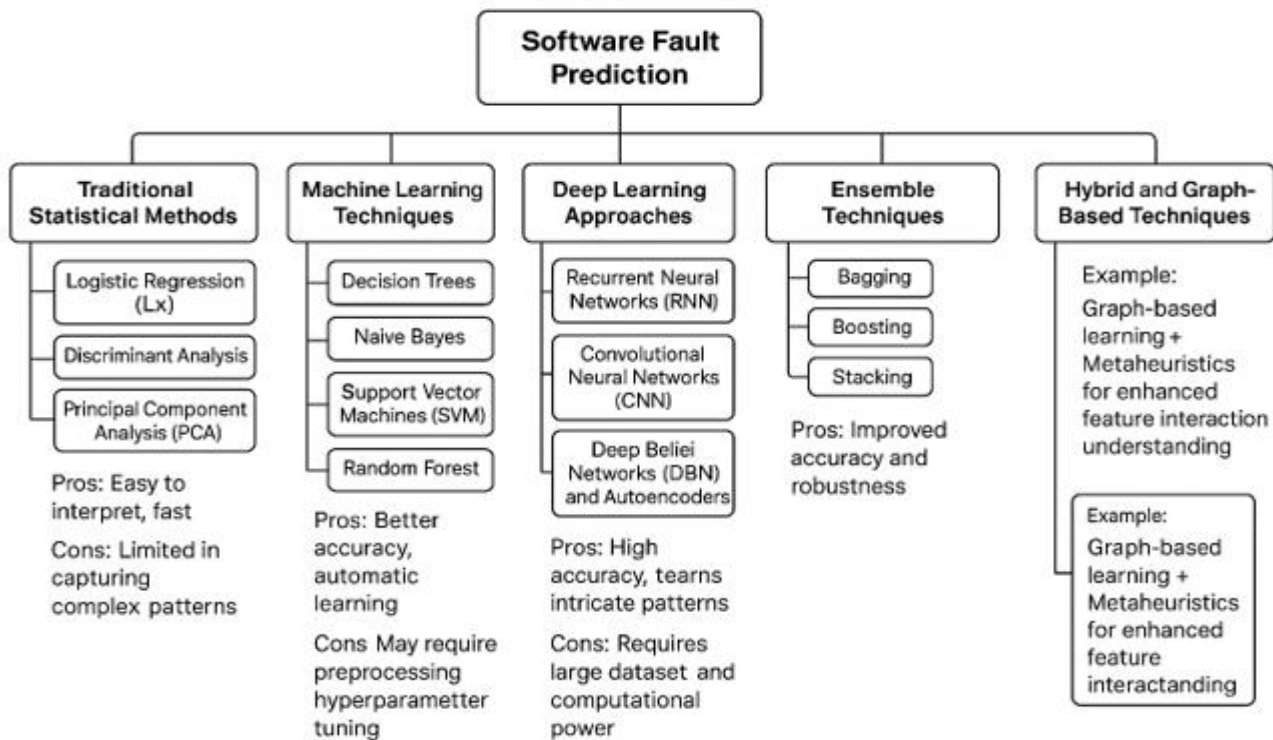 Software Fault
Prediction
Traditional
Statistical Methods
Logistic Regression
(Lx)
Discriminant Analysis
Principal Component
Analysis (PCA)
Pros: Easy to
interpret, fast
Cons: Limited in
capturing
complex patterns
Machine Learning
Techniques
Decision Trees
Naive Bayes
Support Vector
Machines (SVM)
Random Forest
Pros: Better
accuracy,
automatic
learning
Cons May require
preprocessing
hyperparametter
tuning
Deep Learning
Approaches
Recurrent Neural
Networks (RNN)
Convolutional
Neural Networks
(CNN)
Deep Beliei
Networks (DBN)
and Autoencoders
Pros: High
accuracy, tearns
intricate patterns
Cons: Requires
large dataset and
computational
power
Ensemble
Techniques
Bagging
Boosting
Stacking
Pros: Improved
accuracy and
robustness
Hybrid and Graph-
Based Techniques
Example:
Graph-based
learning +
Metaheuristics
for enhanced
feature interaction
understanding
Example:
Graph-based
learning +
Metaheuristics
for enhanced
feature
interactanding